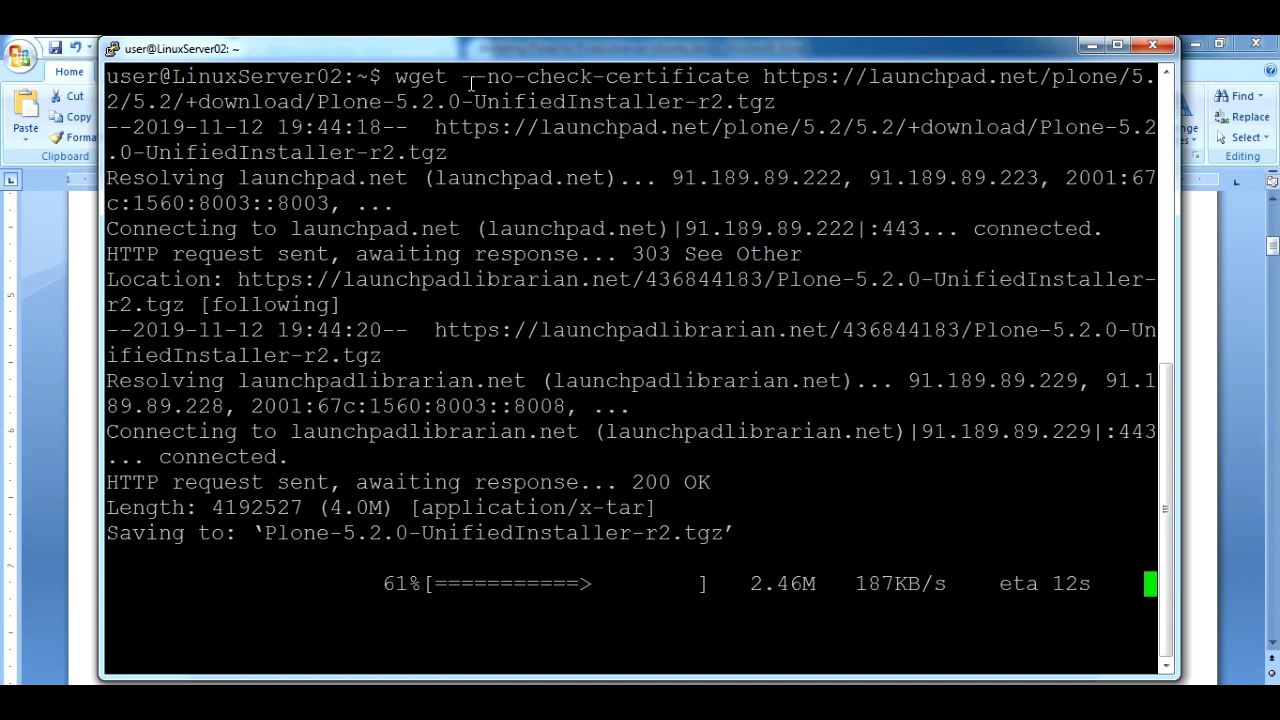 user@LinuxServer02: ~
Home
Cut
Copy
Forma
Paste
Clipboard
Find
Replace
Select
Editing
nge
les
user@LinuxServer02:~$ wget --no-check-certificate https://launchpad.net/plone/5.
2/5.2/+download/Plone-5.2.0-UnifiedInstaller-r2.tgz
--2019-11-12 19:44:18--  https://launchpad.net/plone/5.2/5.2/+download/Plone-5.2
.0-UnifiedInstaller-r2.tgz
Resolving launchpad.net (launchpad.net)... 91.189.89.222, 91.189.89.223, 2001:67
c:1560:8003::8003, ...
Connecting to launchpad.net (launchpad.net)|91.189.89.222|:443... connected.
HTTP request sent, awaiting response... 303 See Other
Location: https://launchpadlibrarian.net/436844183/Plone-5.2.0-UnifiedInstaller-
r2.tgz [following]
--2019-11-12 19:44:20--  https://launchpadlibrarian.net/436844183/Plone-5.2.0-Un
ifiedInstaller-r2.tgz
Resolving launchpadlibrarian.net (launchpadlibrarian.net)... 91.189.89.229, 91.1
89.89.228, 2001:67c:1560:8003::8008, ...
Connecting to launchpadlibrarian.net (launchpadlibrarian.net)|91.189.89.229|:443
... connected.
HTTP request sent, awaiting response... 200 OK
Length: 4192527 (4.0M) [application/x-tar]
Saving to: ‘Plone-5.2.0-UnifiedInstaller-r2.tgz’
61%[===========>        ]   2.46M   187KB/s    eta 12s